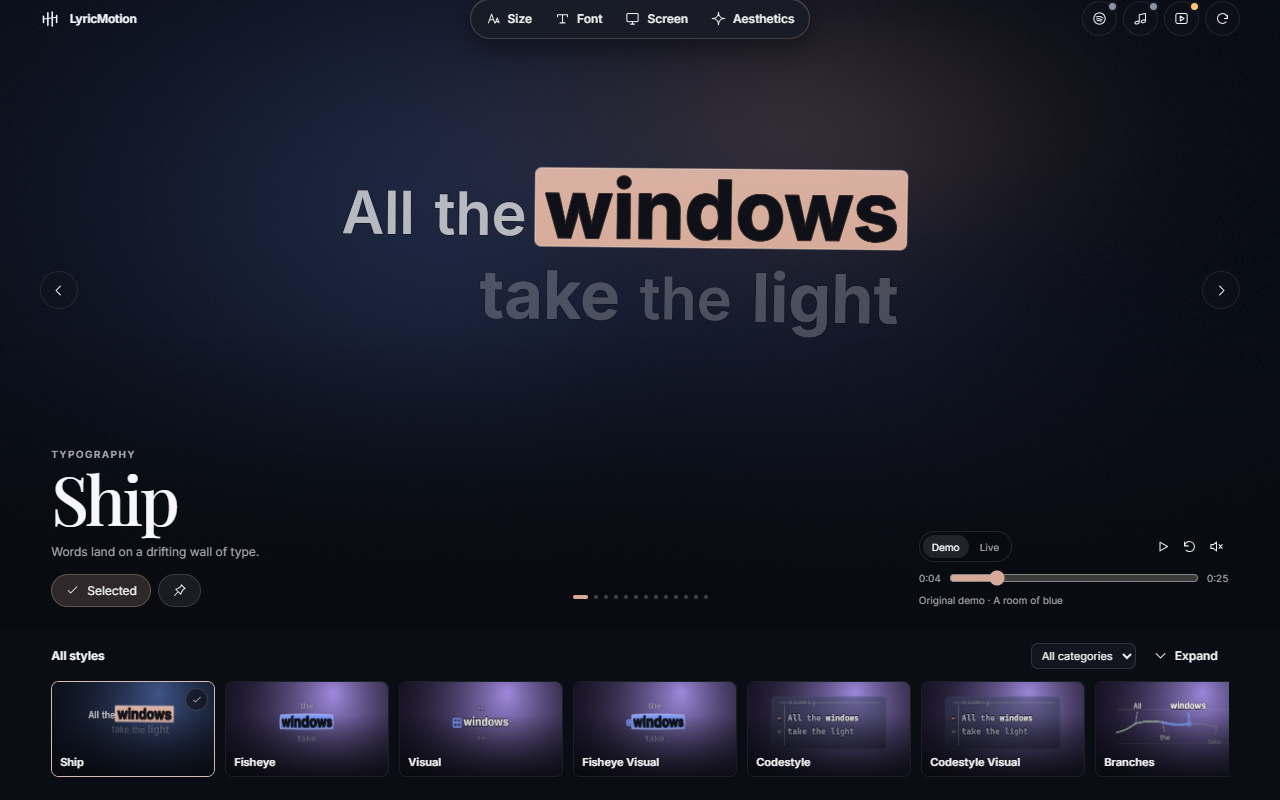 LyricMotion
Size
Font
Screen
Aesthetics
All the windows
take the light
TYPOGRAPHY
Ship
Words land on a drifting wall of type.
Selected
Demo
Live
0:04
0:25
Original demo · A room of blue
All styles
All categories
Expand
All the windows
take the light
Ship
the
windows
take
Fisheye
windows
Visual
the
windows
take
Fisheye Visual
All the windows
take the light
Codestyle
All the windows
take the light
Codestyle Visual
All
windows
the
take
Branches